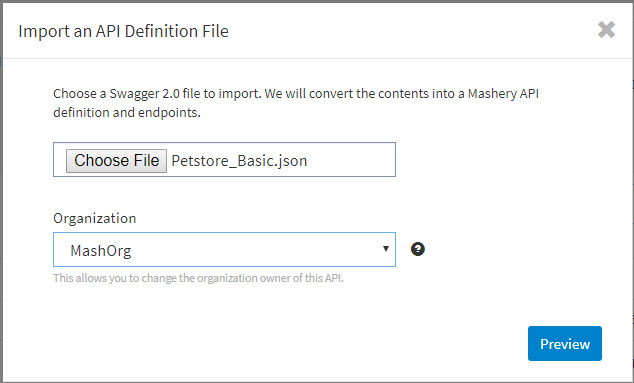 Import an API Definition File
Choose a Swagger 2.0 file to import. We will convert the contents into a Mashery API
definition and endpoints.
Choose File Petstore_Basic.json
Organization
MashOrg
This allows you to change the organization owner of this API.
Preview